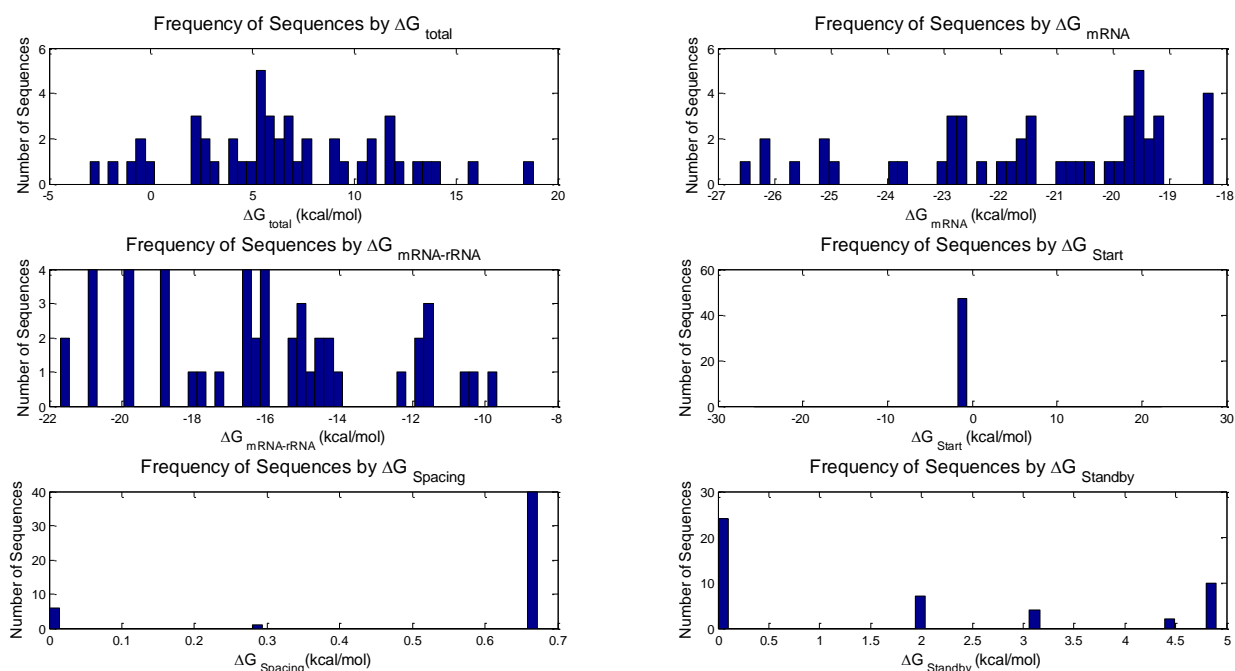 Frequency of Sequences by ΔG total
Number of Sequences
6
4
2
0
-5 0 5 10 15 20
ΔG total (kcal/mol)
Frequency of Sequences by ΔG mRNA
Number of Sequences
6
4
2
0
-27 -26 -25 -24 -23 -22 -21 -20 -19 -18
ΔG mRNA (kcal/mol)
Frequency of Sequences by ΔG mRNA-rRNA
Number of Sequences
4
3
2
1
0
-22 -20 -18 -16 -14 -12 -10 -8
ΔG mRNA-rRNA (kcal/mol)
Frequency of Sequences by ΔG Start
Number of Sequences
60
40
20
0
-30 -20 -10 0 10 20 30
ΔG Start (kcal/mol)
Frequency of Sequences by ΔG Spacing
Number of Sequences
40
30
20
10
0
0 0.1 0.2 0.3 0.4 0.5 0.6 0.7
ΔG Spacing (kcal/mol)
Frequency of Sequences by ΔG Standby
Number of Sequences
30
20
10
0
0 0.5 1 1.5 2 2.5 3 3.5 4 4.5 5
ΔG Standby (kcal/mol)